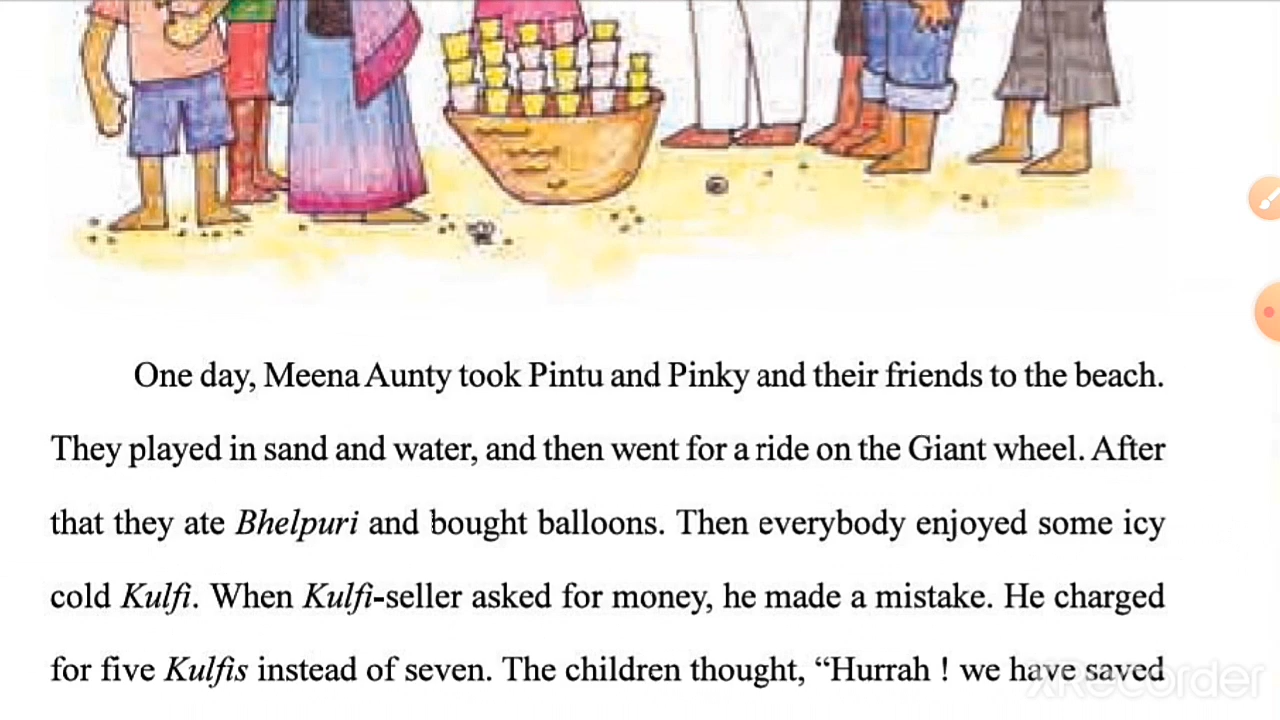 One day, Meena Aunty took Pintu and Pinky and their friends to the beach.
They played in sand and water, and then went for a ride on the Giant wheel. After
that they ate Bhelpuri and bought balloons. Then everybody enjoyed some icy
cold Kulfi. When Kulfi-seller asked for money, he made a mistake. He charged
for five Kulfis instead of seven. The children thought, “Hurrah ! we have saved
XRecorder